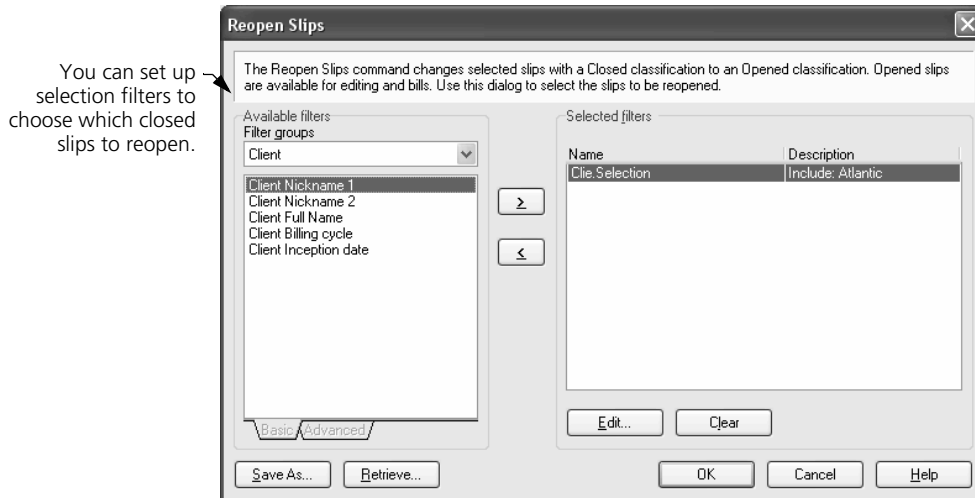 Reopen Slips
You can set up
selection filters to
choose which closed
slips to reopen.
The Reopen Slips command changes selected slips with a Closed classification to an Opened classification. Opened slips
are available for editing and bills. Use this dialog to select the slips to be reopened.
Available filters
Filter groups
Client
Client Nickname 1
Client Nickname 2
Client Full Name
Client Billing cycle
Client Inception date
Basic Advanced
>
<
Selected filters
Name Description
Clie.Selection Include: Atlantic
Edit... Clear
Save As... Retrieve... OK Cancel Help